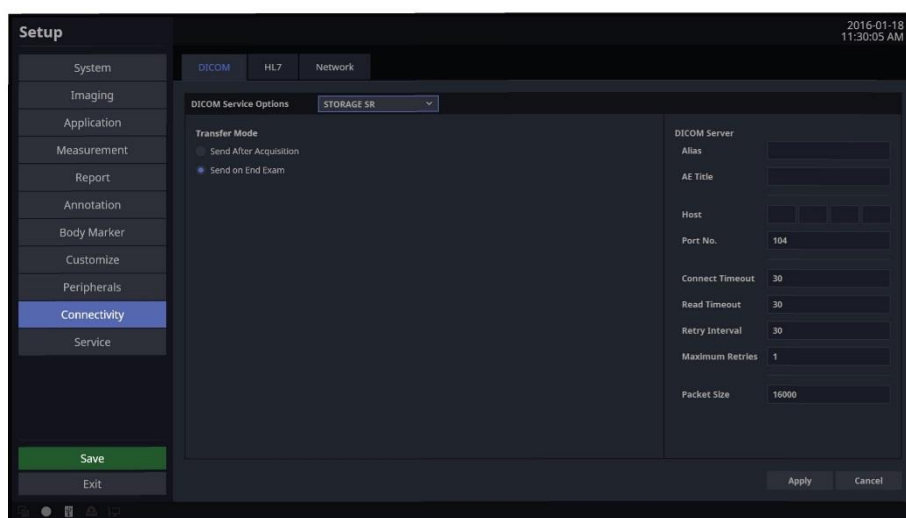 Setup
2016-01-18
11:30:05 AM
System
Imaging
Application
Measurement
Report
Annotation
Body Marker
Customize
Peripherals
Connectivity
Service
Save
Exit
DICOM HL7 Network
DICOM Service Options STORAGE SR
Transfer Mode
Send After Acquisition
Send on End Exam
DICOM Server
Alias
AE Title
Host
Port No. 104
Connect Timeout 30
Read Timeout 30
Retry Interval 30
Maximum Retries 1
Packet Size 16000
Apply Cancel